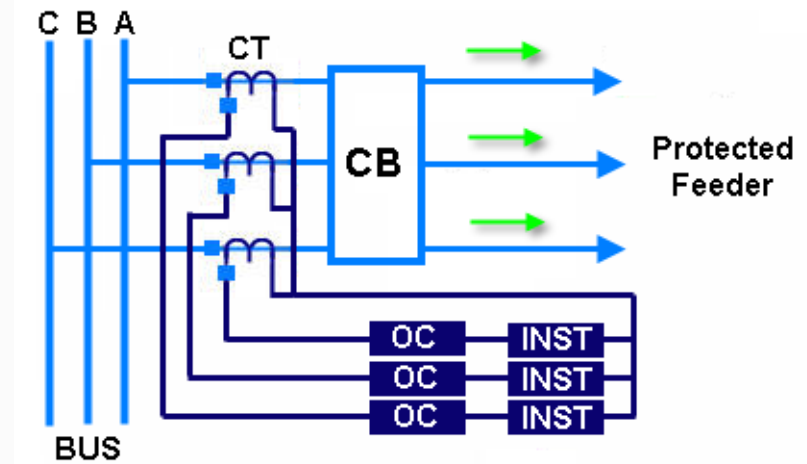 C B A
CT
CB
Protected
Feeder
OC INST
OC INST
OC INST
BUS